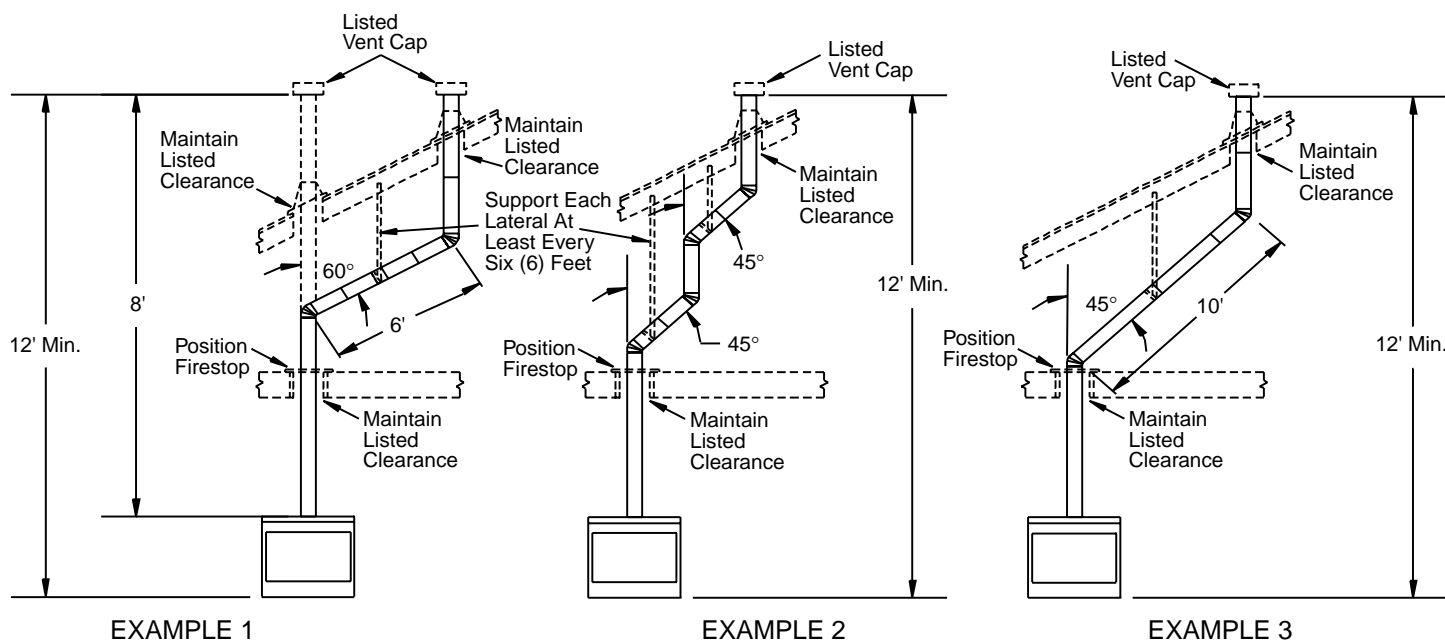 Listed
Vent Cap
Maintain
Listed
Clearance
Maintain
Listed
Clearance
Support Each
Lateral At
Least Every
Six (6) Feet
60°
8'
6'
12' Min.
Position
Firestop
Maintain
Listed
Clearance
EXAMPLE 1
Listed
Vent Cap
Maintain
Listed
Clearance
45°
12' Min.
45°
Position
Firestop
Maintain
Listed
Clearance
EXAMPLE 2
Listed
Vent Cap
Maintain
Listed
Clearance
45°
10'
12' Min.
Position
Firestop
Maintain
Listed
Clearance
EXAMPLE 3